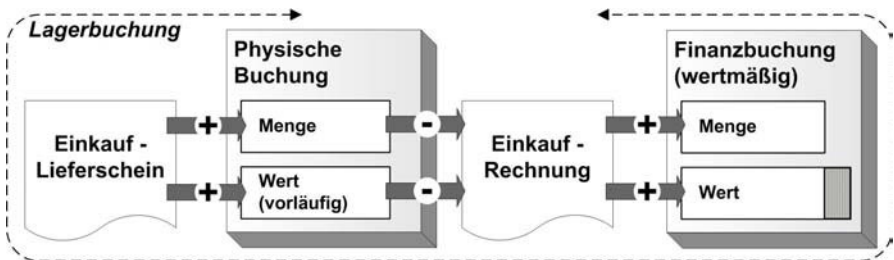 Lagerbuchung
Physische
Buchung
Finanzbuchung
(wertmäßig)
Einkauf -
Lieferschein
+
Menge
-
Einkauf -
Rechnung
+
Menge
+
Wert
(vorläufig)
-
+
Wert